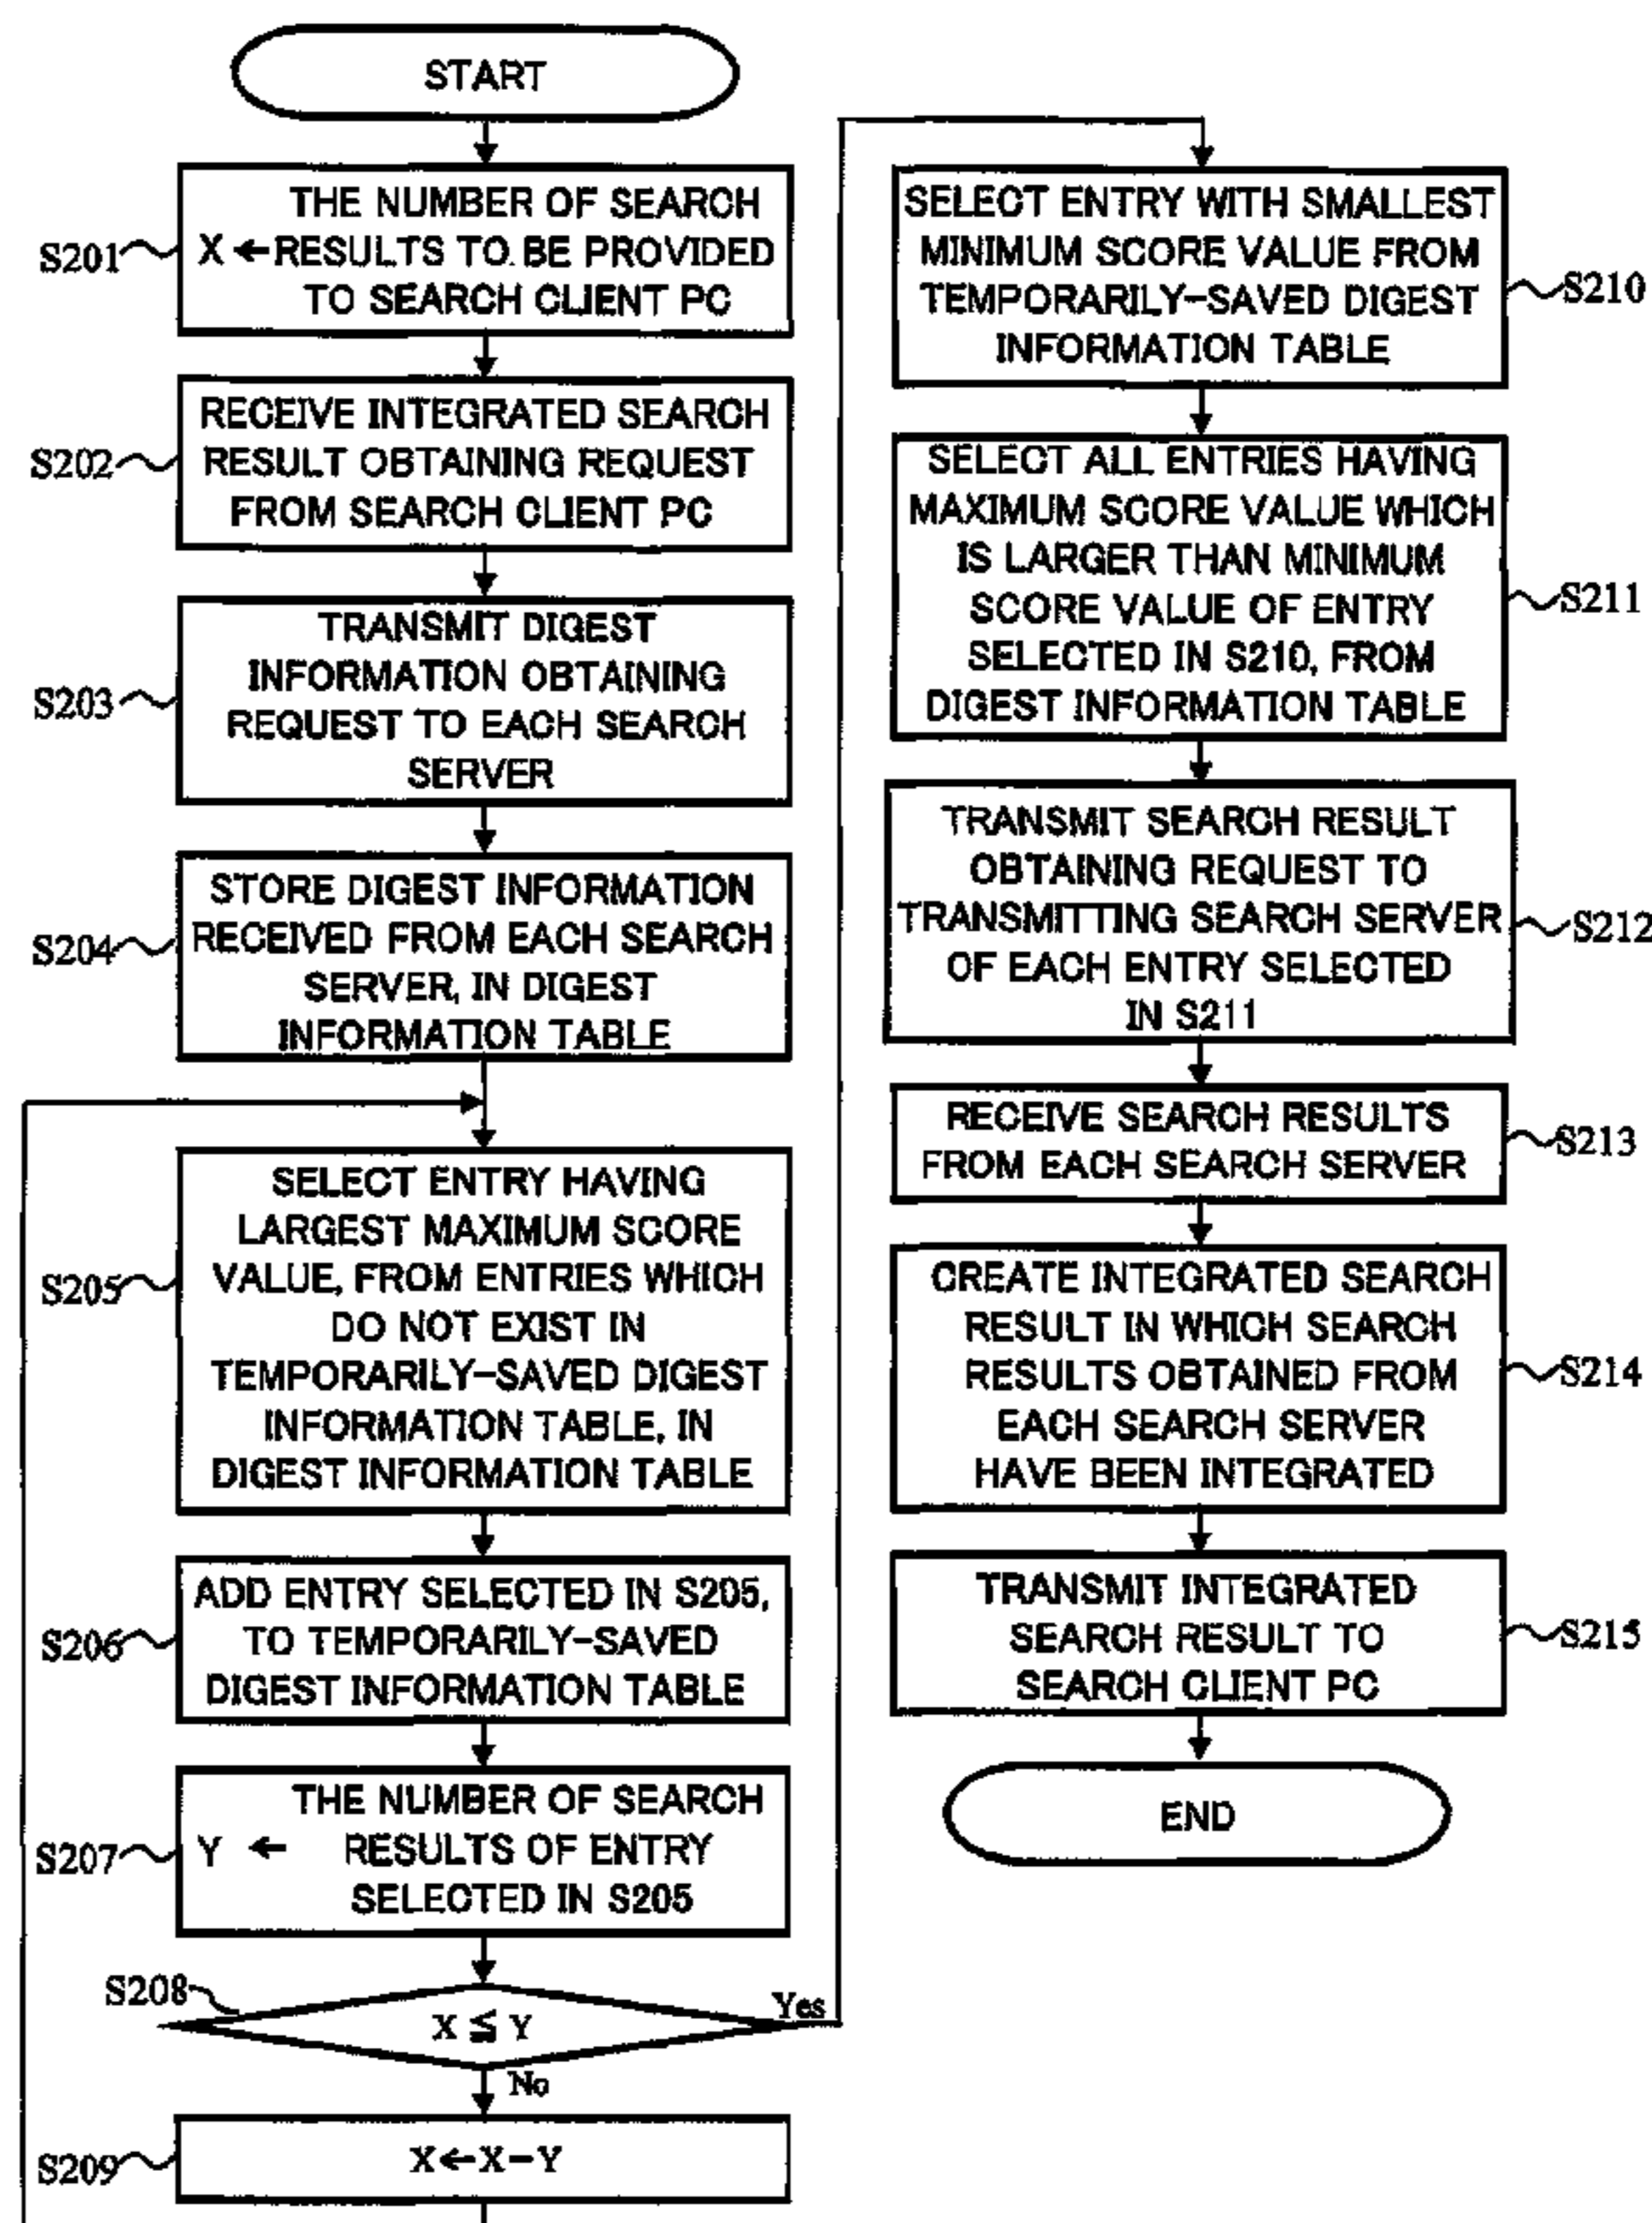 START
S201
THE NUMBER OF SEARCH
X ← RESULTS TO BE PROVIDED
TO SEARCH CLIENT PC
S202
RECEIVE INTEGRATED SEARCH
RESULT OBTAINING REQUEST
FROM SEARCH CLIENT PC
S203
TRANSMIT DIGEST
INFORMATION OBTAINING
REQUEST TO EACH SEARCH
SERVER
S204
STORE DIGEST INFORMATION
RECEIVED FROM EACH SEARCH
SERVER, IN DIGEST
INFORMATION TABLE
S205
SELECT ENTRY HAVING
LARGEST MAXIMUM SCORE
VALUE, FROM ENTRIES WHICH
DO NOT EXIST IN
TEMPORARILY-SAVED DIGEST
INFORMATION TABLE, IN
DIGEST INFORMATION TABLE
S206
ADD ENTRY SELECTED IN S205,
TO TEMPORARILY-SAVED
DIGEST INFORMATION TABLE
S207
THE NUMBER OF SEARCH
Y ← RESULTS OF ENTRY
SELECTED IN S205
S208
X ≦ Y
Yes
No
S209
X←X−Y
SELECT ENTRY WITH SMALLEST
MINIMUM SCORE VALUE FROM
TEMPORARILY-SAVED DIGEST
INFORMATION TABLE
S210
SELECT ALL ENTRIES HAVING
MAXIMUM SCORE VALUE WHICH
IS LARGER THAN MINIMUM
SCORE VALUE OF ENTRY
SELECTED IN S210, FROM
DIGEST INFORMATION TABLE
S211
TRANSMIT SEARCH RESULT
OBTAINING REQUEST TO
TRANSMITTING SEARCH SERVER
OF EACH ENTRY SELECTED
IN S211
S212
RECEIVE SEARCH RESULTS
FROM EACH SEARCH SERVER
S213
CREATE INTEGRATED SEARCH
RESULT IN WHICH SEARCH
RESULTS OBTAINED FROM
EACH SEARCH SERVER
HAVE BEEN INTEGRATED
S214
TRANSMIT INTEGRATED
SEARCH RESULT TO
SEARCH CLIENT PC
S215
END